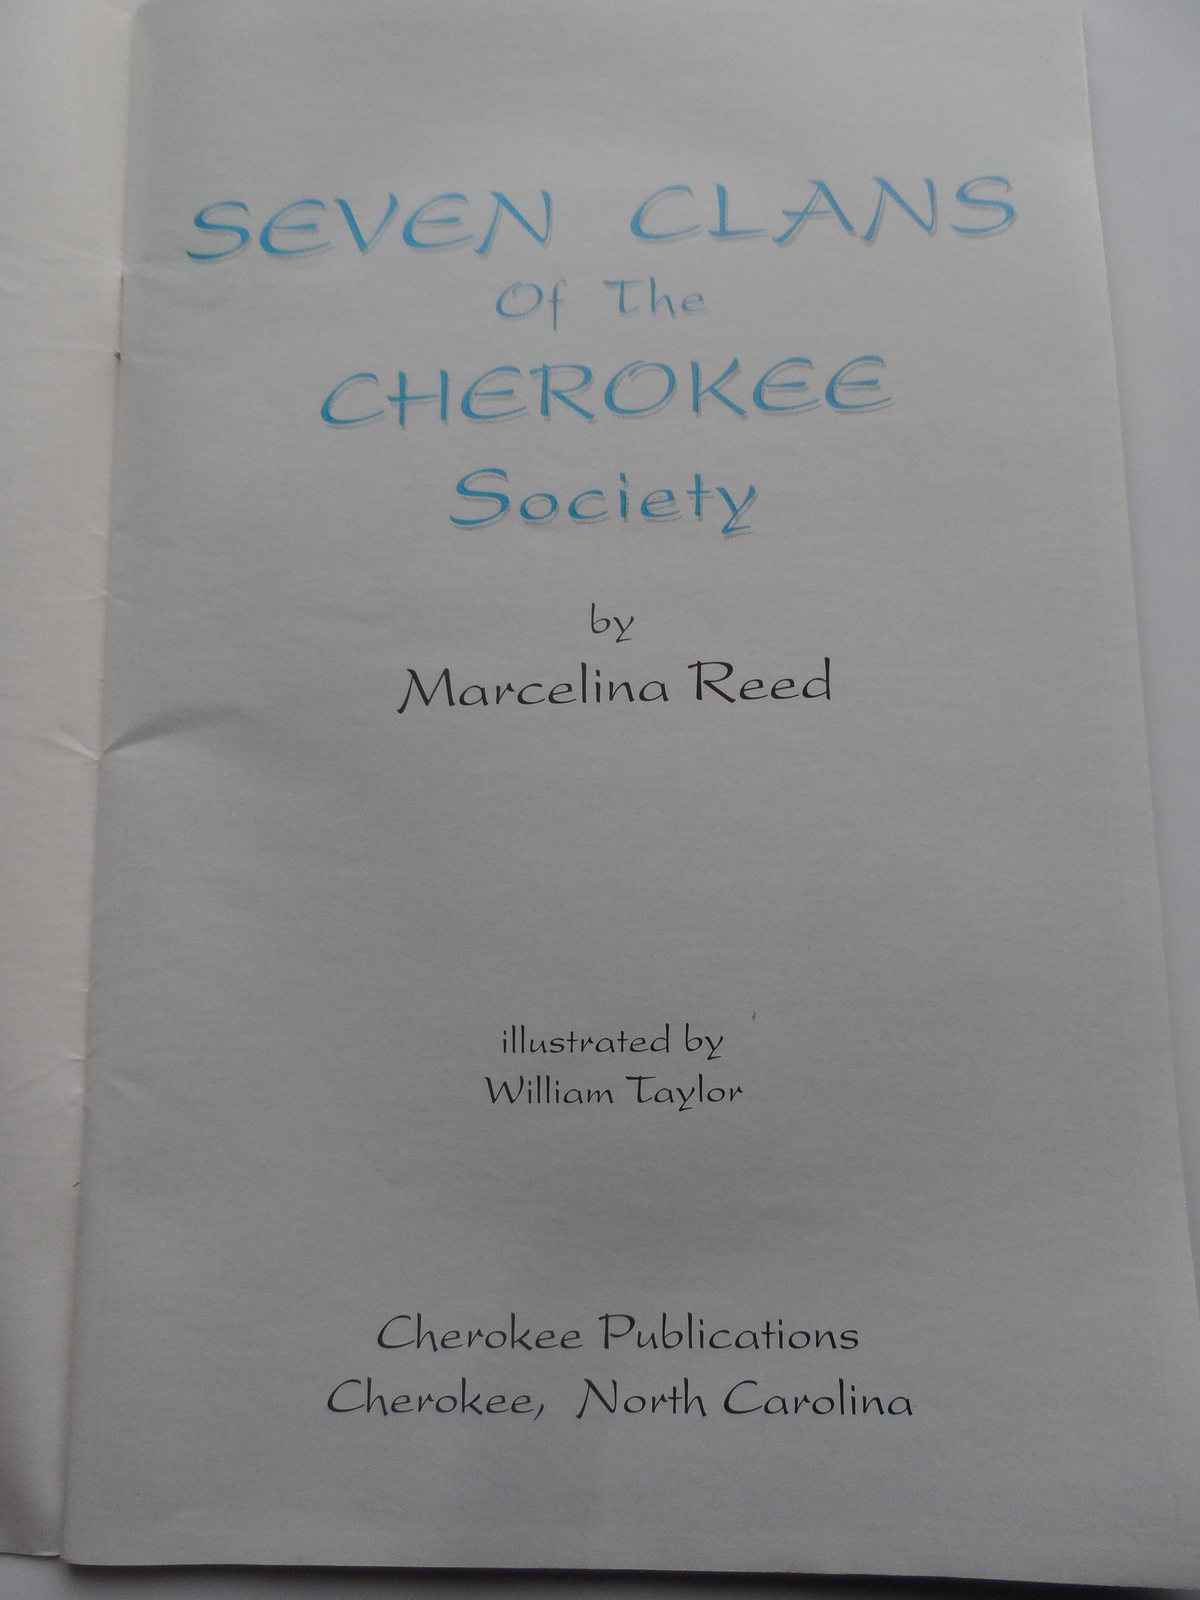 SEVEN CLANS
Of The
CHEROKEE
Society
by
Marcelina Reed
illustrated by
William Taylor
Cherokee Publications
Cherokee, North Carolina